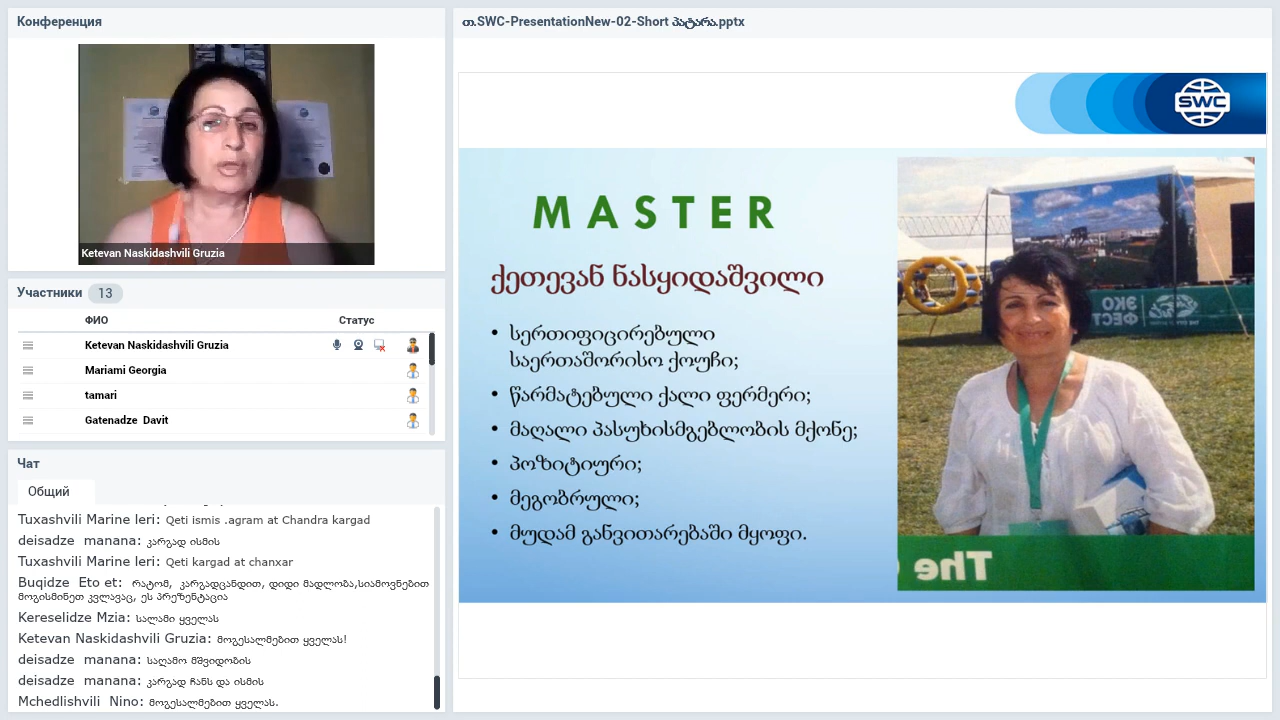 Конференция
Ketevan Naskidashvili Gruzia
Участники 13
ФИО Статус
Ketevan Naskidashvili Gruzia
Mariami Georgia
tamari
Gatenadze Davit
Чат
Общий
Tuxashvili Marine leri: Qeti ismis .agram at Chandra kargad
deisadze manana: კარგად ისმის
Tuxashvili Marine leri: Qeti kargad at chanxar
Buqidze Eto et: რატომ, კარგადჯანდით, დიდი მადლობა,სიამოვნებით
მოგისმინეთ კვლავაც, ეს პრეზენტაცია
Kereselidze Mzia: სალამი ყველას
Ketevan Naskidashvili Gruzia: მოგესალმებით ყველას!
deisadze manana: საღამო მშვიდობის
deisadze manana: კარგად ჩანს და ისმის
Mchedlishvili Nino: მოგესალმებით ყველას.
თ.SWC-PresentationNew-02-Short პატარა.pptx
SWC
MASTER
ქეთევან ნასყიდაშვილი
• სერთიფიცირებული
საერთაშორისო ქოუჩი;
• წარმატებული ქალი ფერმერი;
• მაღალი პასუხისმგებლობის მქონე;
• პოზიტიური;
• მეგობრული;
• მუდამ განვითარებაში მყოფი.
ЭКО
ФЕСТ
The